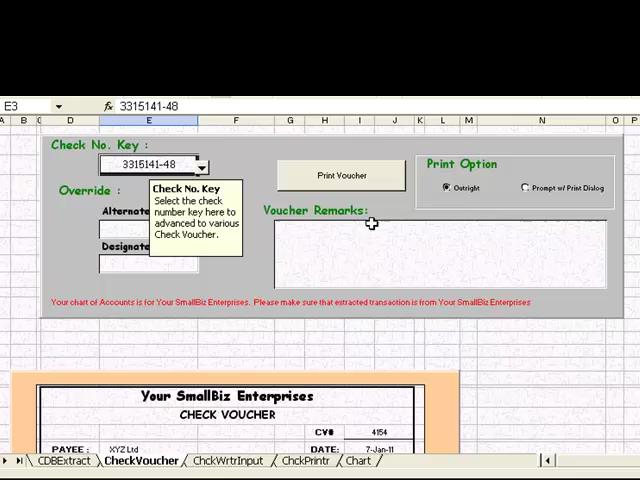 E3 fx 3315141-48
A B C D E F G H I J K L M N O P
Check No. Key :
3315141-48
Print Voucher
Print Option
Outright
Prompt w/ Print Dialog
Override :
Check No. Key
Select the check
number key here to
advanced to various
Check Voucher.
Alternate
Designate
Voucher Remarks:
Your chart of Accounts is for Your SmallBiz Enterprises. Please make sure that extracted transaction is from Your SmallBiz Enterprises
Your SmallBiz Enterprises
CHECK VOUCHER
CV# 4154
PAYEE : XYZ Ltd DATE: 7-Jan-11
CDBExtract CheckVoucher ChckWrtrInput ChckPrintr Chart